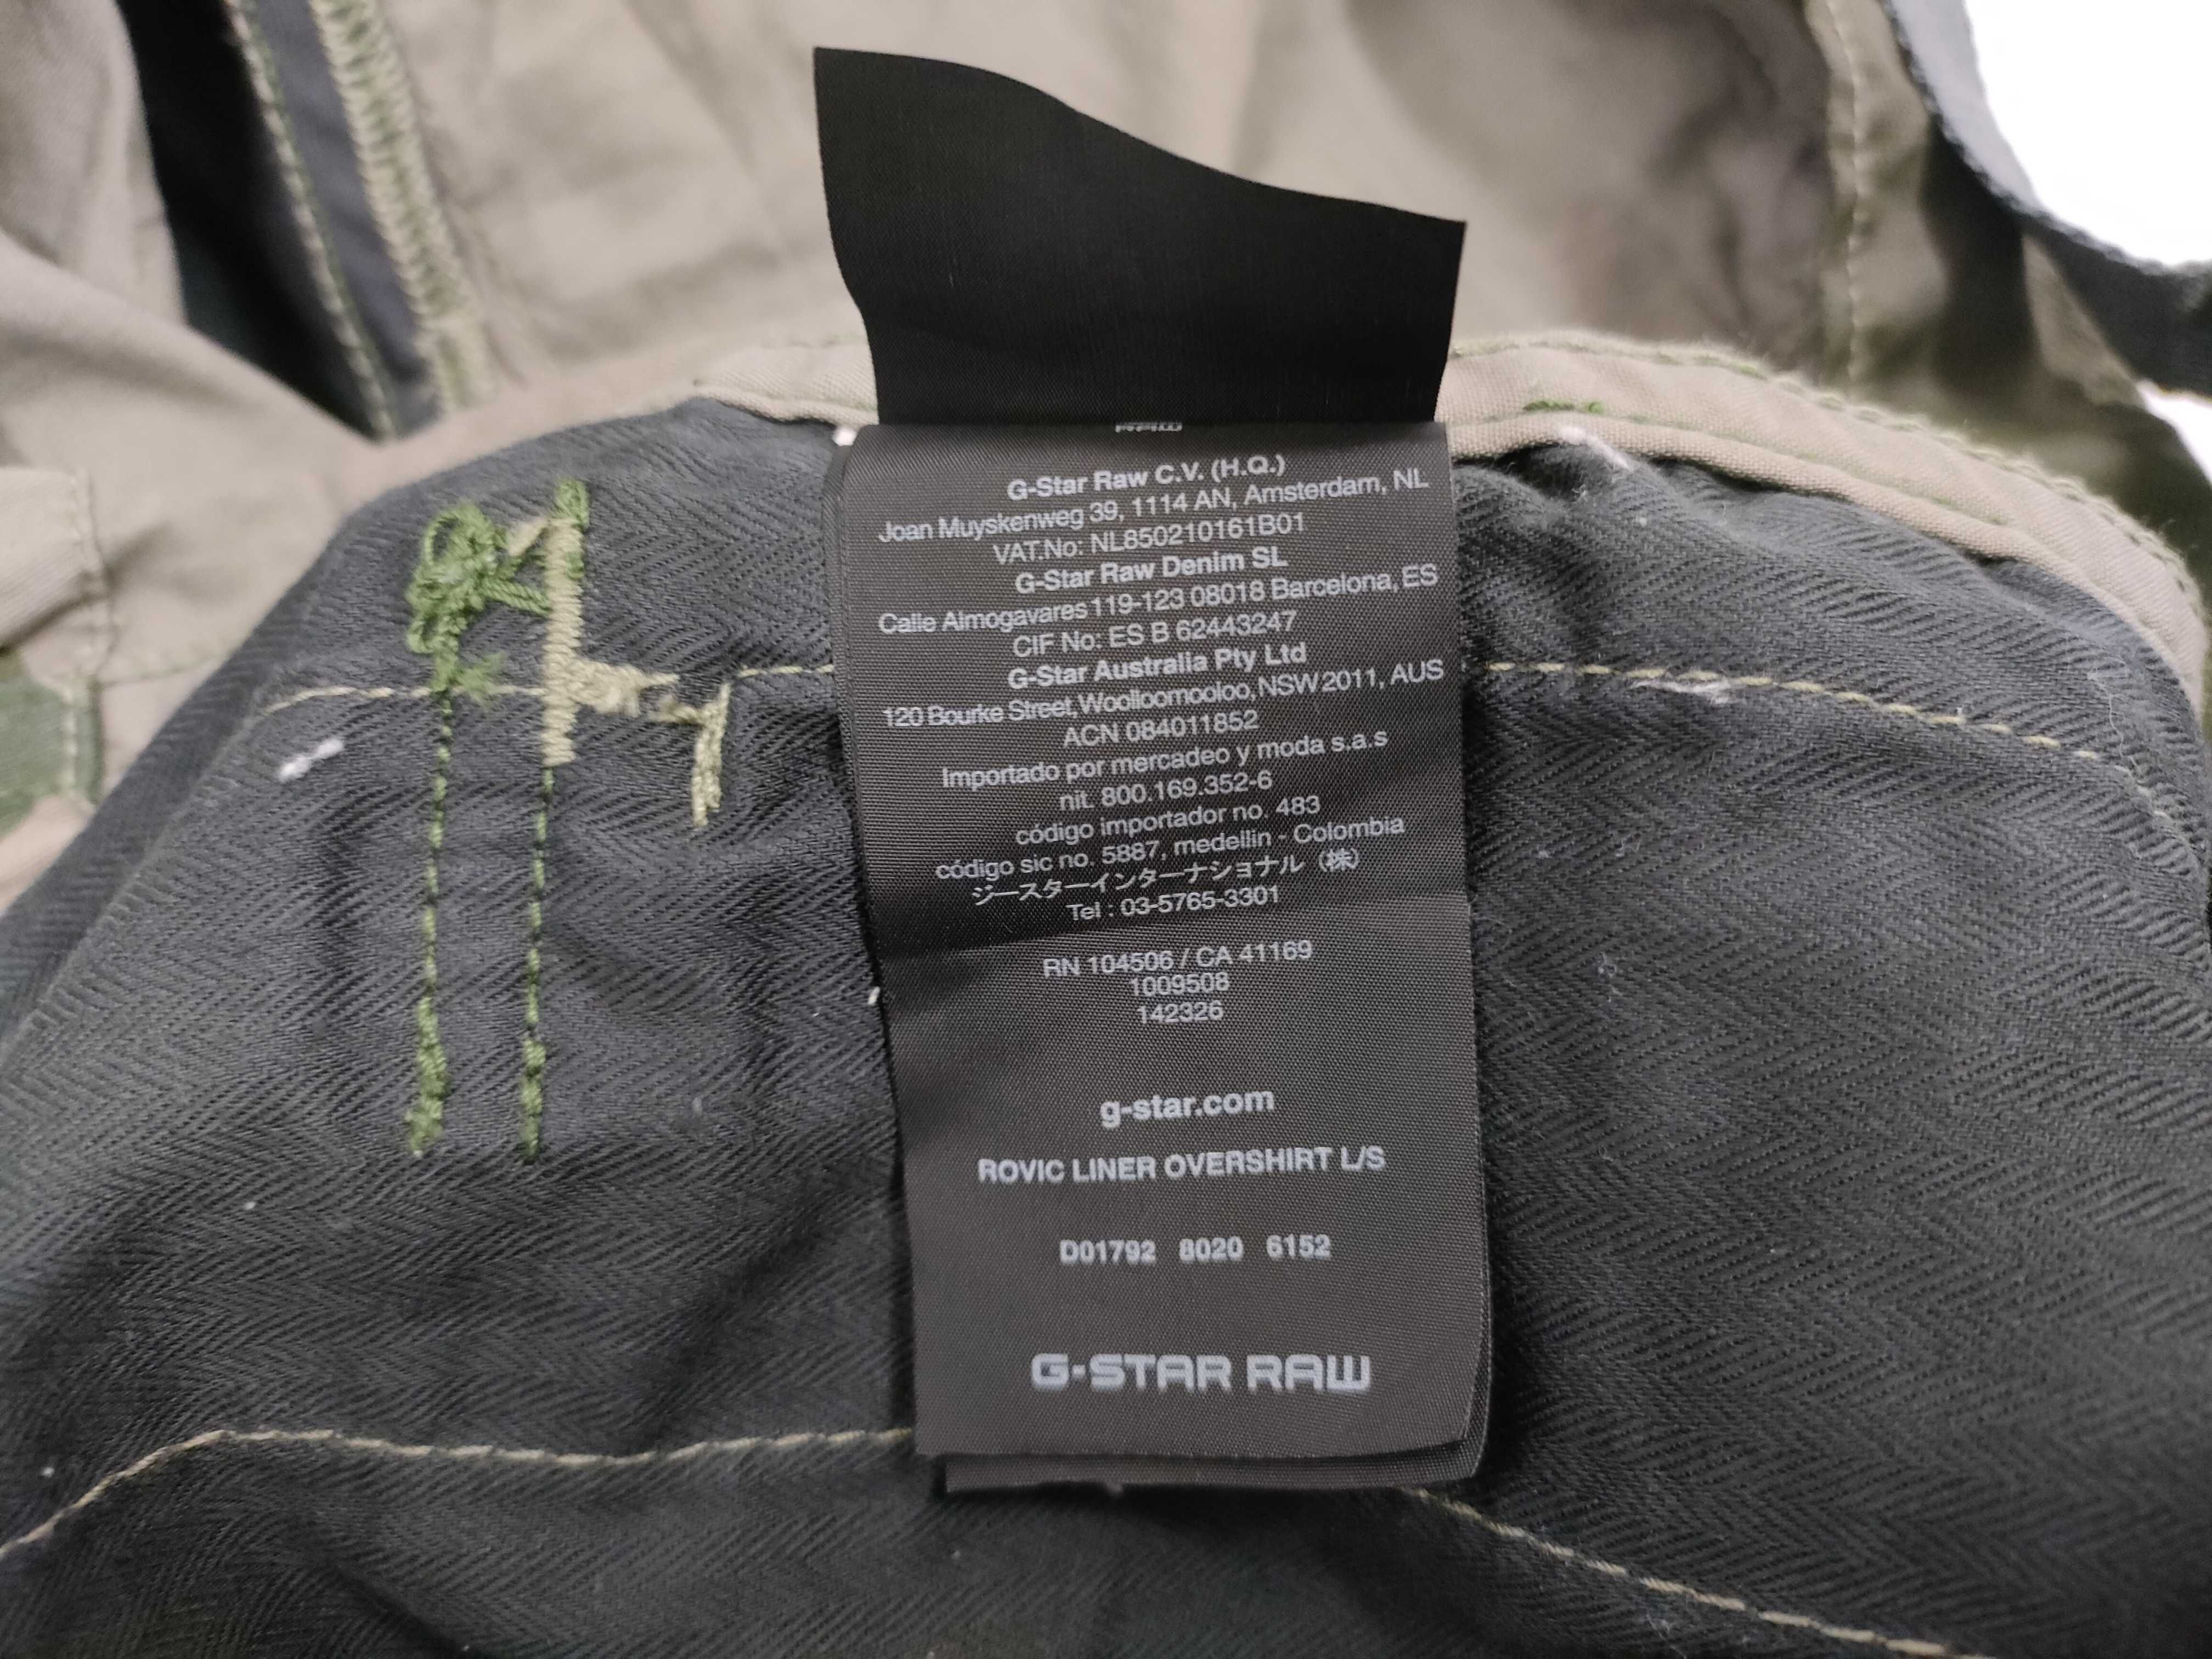 RAW
G-Star Raw C.V. (H.Q.)
Joan Muyskenweg 39, 1114 AN, Amsterdam, NL
VAT.No: NL850210161B01
G-Star Raw Denim SL
Calle Almogavares 119-123 08018 Barcelona, ES
CIF No: ES B 62443247
G-Star Australia Pty Ltd
120 Bourke Street, Woolloomooloo, NSW 2011, AUS
ACN 084011852
Importado por mercadeo y moda s.a.s
nit. 800.169.352-6
código importador no. 483
código sic no. 5887, medellin - Colombia
ジースターインターナショナル（株）
Tel : 03-5765-3301
RN 104506 / CA 41169
1009508
142326
g-star.com
ROVIC LINER OVERSHIRT L/S
D01792 8020 6152
G-STAR RAW